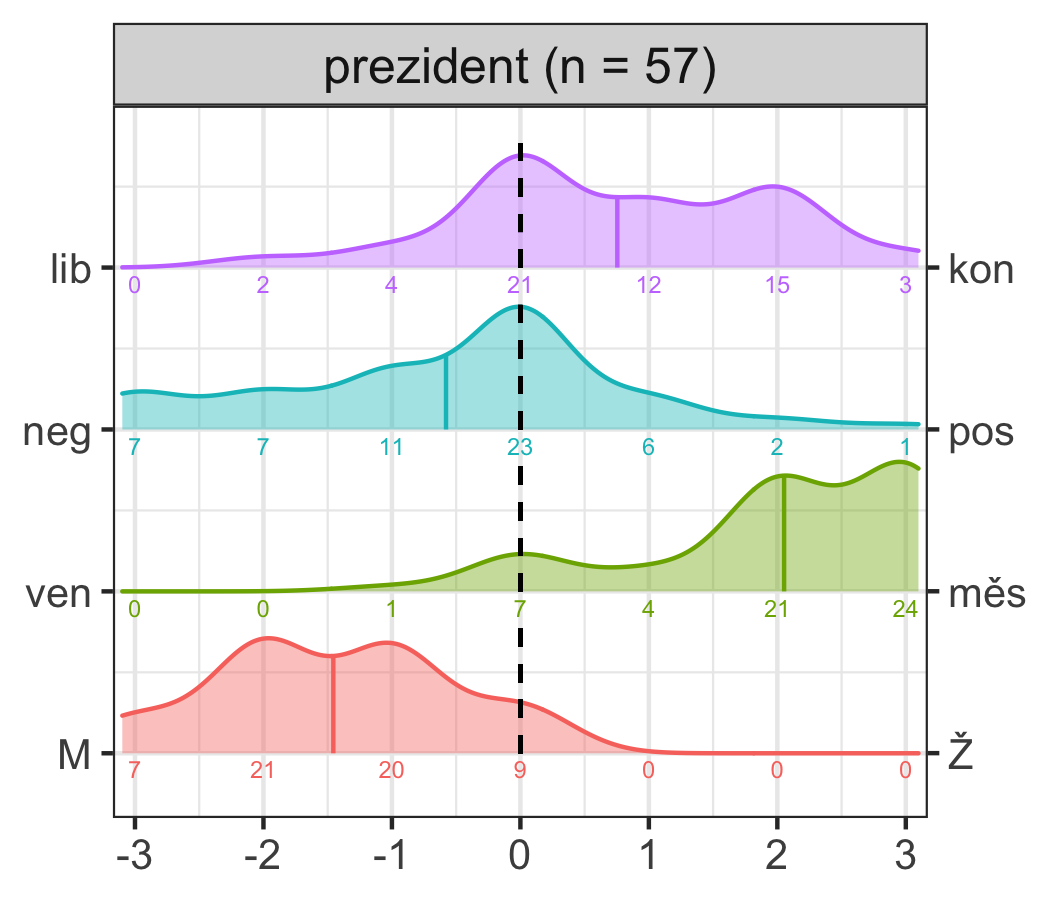 prezident (n = 57)
lib kon
0 2 4 21 12 15 3
neg pos
7 7 11 23 6 2 1
ven měs
0 0 1 7 4 21 24
M Ž
7 21 20 9 0 0 0
-3 -2 -1 0 1 2 3